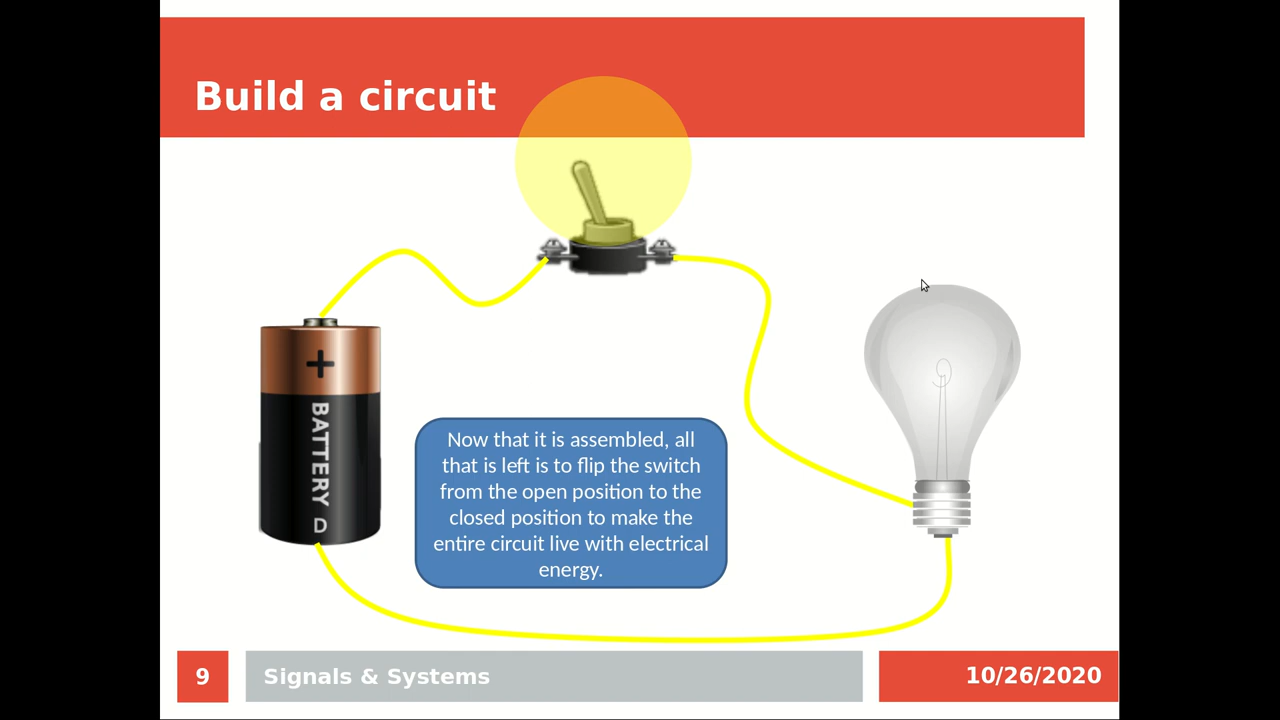 Build a circuit
+
BATTERY D
Now that it is assembled, all
that is left is to flip the switch
from the open position to the
closed position to make the
entire circuit live with electrical
energy.
9
Signals & Systems
10/26/2020